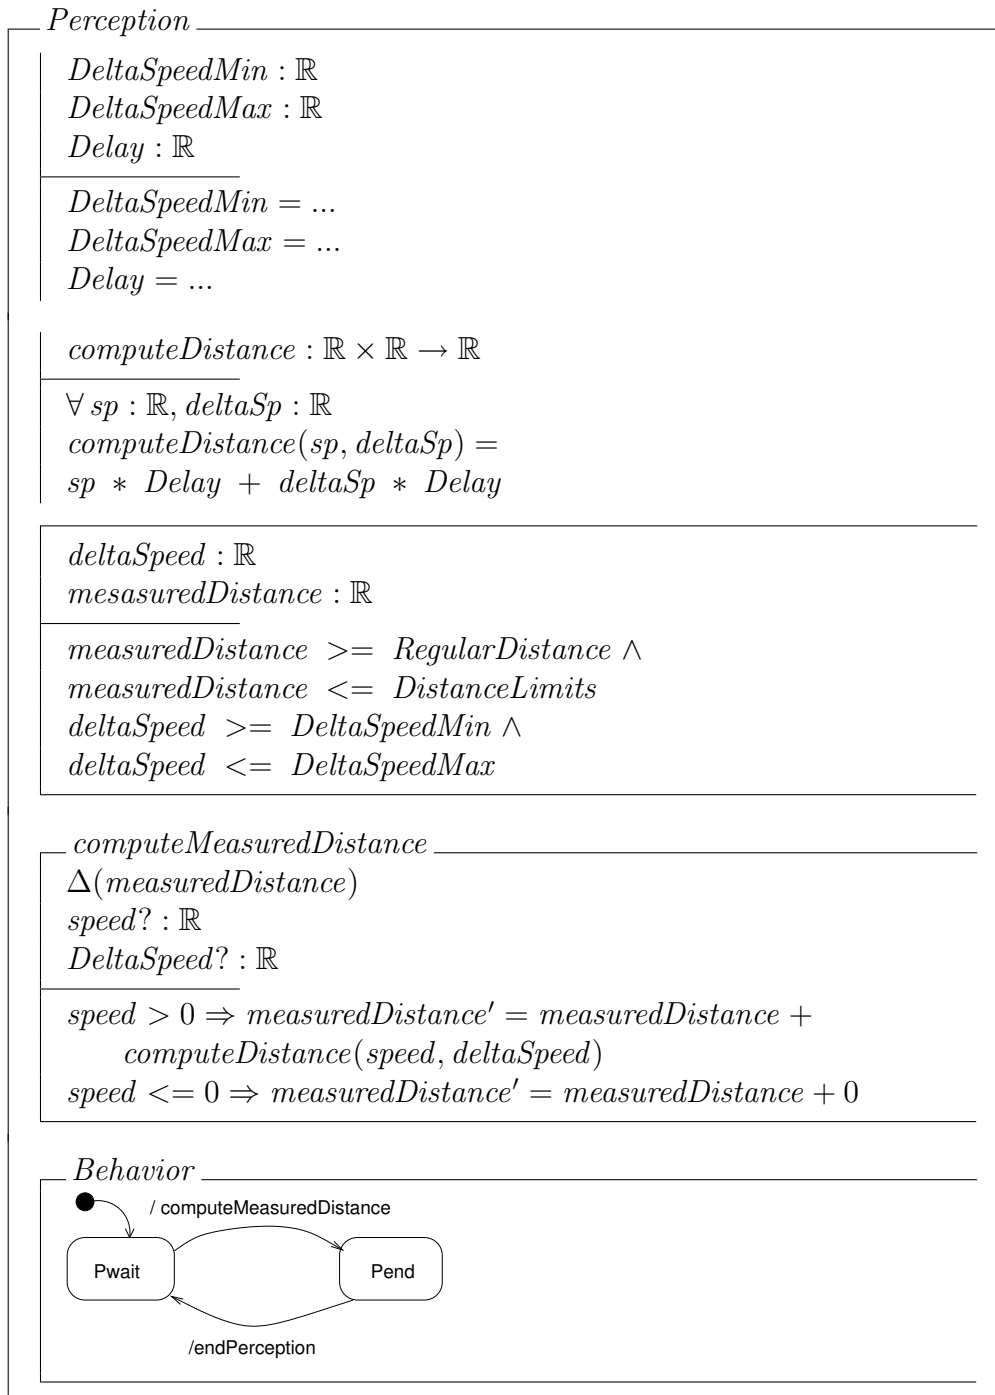 Perception
DeltaSpeedMin : ℝ
DeltaSpeedMax : ℝ
Delay : ℝ
DeltaSpeedMin = ...
DeltaSpeedMax = ...
Delay = ...
computeDistance : ℝ × ℝ → ℝ
∀ sp : ℝ, deltaSp : ℝ
computeDistance(sp, deltaSp) =
sp ∗ Delay + deltaSp ∗ Delay
deltaSpeed : ℝ
mesasuredDistance : ℝ
measuredDistance >= RegularDistance ∧
measuredDistance <= DistanceLimits
deltaSpeed >= DeltaSpeedMin ∧
deltaSpeed <= DeltaSpeedMax
computeMeasuredDistance
Δ(measuredDistance)
speed? : ℝ
DeltaSpeed? : ℝ
speed > 0 ⇒ measuredDistance′ = measuredDistance +
computeDistance(speed, deltaSpeed)
speed <= 0 ⇒ measuredDistance′ = measuredDistance + 0
Behavior
/ computeMeasuredDistance
Pwait Pend
/endPerception